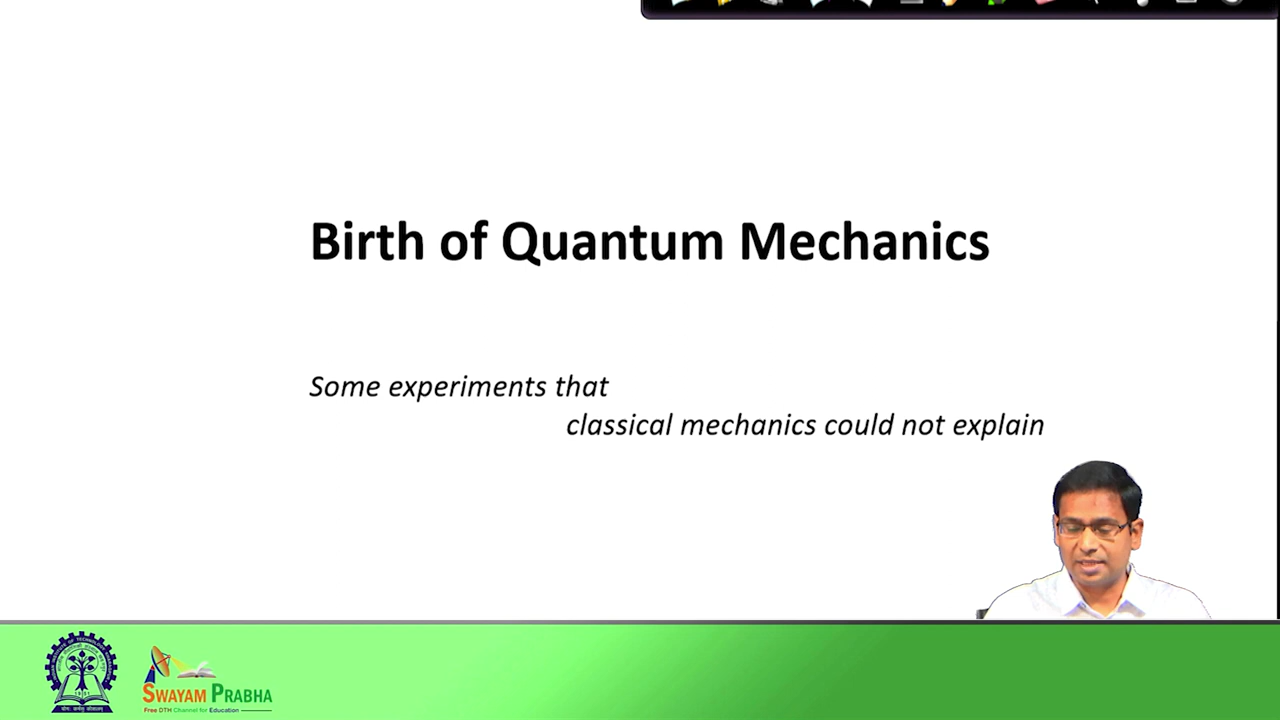 Birth of Quantum Mechanics
Some experiments that
classical mechanics could not explain
SWAYAM PRABHA
Free DTH Channel for Education